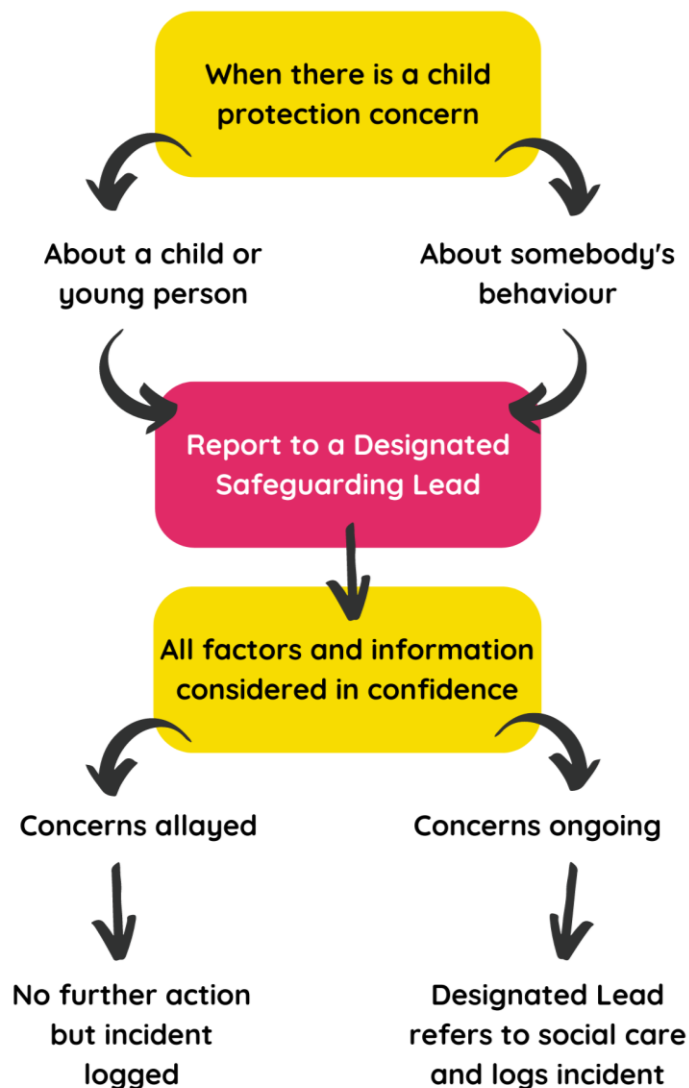 When there is a child
protection concern
About a child or
young person
About somebody's
behaviour
Report to a Designated
Safeguarding Lead
All factors and information
considered in confidence
Concerns allayed
Concerns ongoing
No further action
but incident
logged
Designated Lead
refers to social care
and logs incident